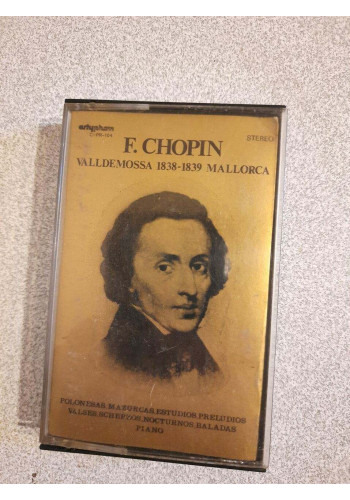 STEREO
F. CHOPIN
VALLDEMOSSA 1838-1839 MALLORCA
POLONESAS, MAZURCAS, ESTUDIOS, PRELUDIOS
VALSES, SCHERZOS, NOCTURNOS, BALADAS
PIANO